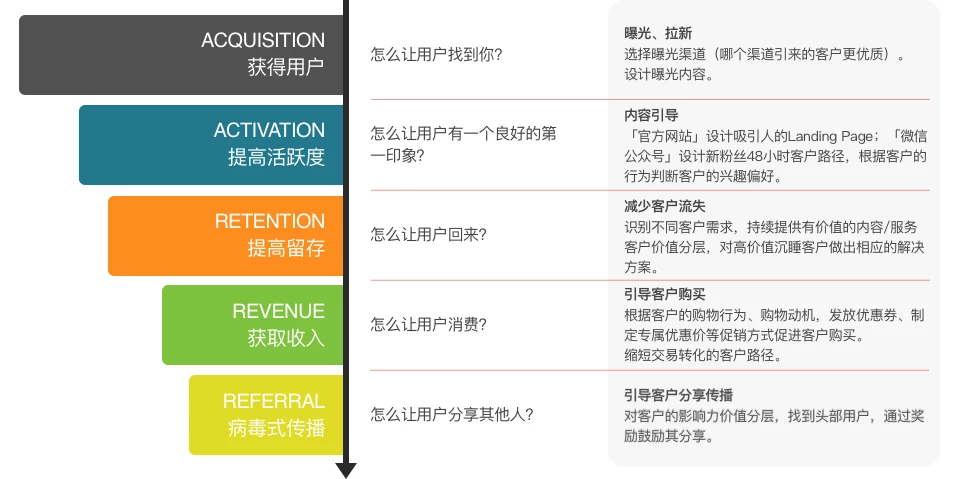 ACQUISITION
获得用户
怎么让用户找到你?
曝光、拉新
选择曝光渠道（哪个渠道引来的客户更优质）。
设计曝光内容。
ACTIVATION
提高活跃度
怎么让用户有一个良好的第
一印象?
内容引导
「官方网站」设计吸引人的Landing Page；「微信
公众号」设计新粉丝48小时客户路径，根据客户的
行为判断客户的兴趣偏好。
RETENTION
提高留存
怎么让用户回来?
减少客户流失
识别不同客户需求，持续提供有价值的内容/服务
客户价值分层，对高价值沉睡客户做出相应的解决
方案。
REVENUE
获取收入
怎么让用户消费?
引导客户购买
根据客户的购物行为、购物动机，发放优惠券、制
定专属优惠价等促销方式促进客户购买。
缩短交易转化的客户路径。
REFERRAL
病毒式传播
怎么让用户分享其他人?
引导客户分享传播
对客户的影响力价值分层，找到头部用户，通过奖
励鼓励其分享。